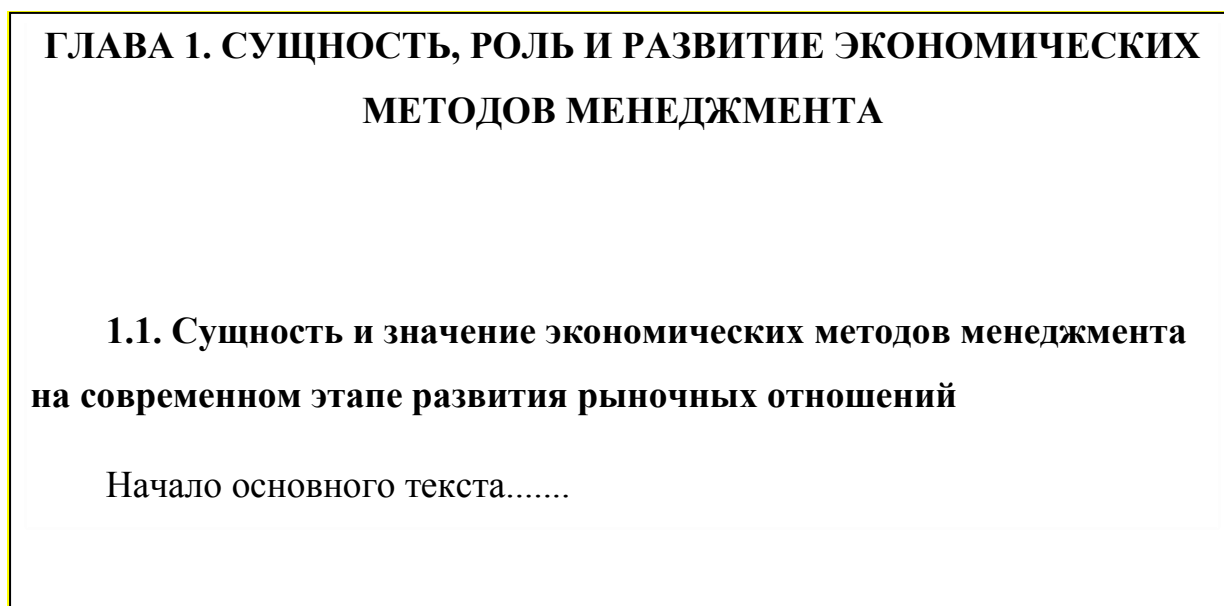 ГЛАВА 1. СУЩНОСТЬ, РОЛЬ И РАЗВИТИЕ ЭКОНОМИЧЕСКИХ
МЕТОДОВ МЕНЕДЖМЕНТА
1.1. Сущность и значение экономических методов менеджмента
на современном этапе развития рыночных отношений
Начало основного текста.......